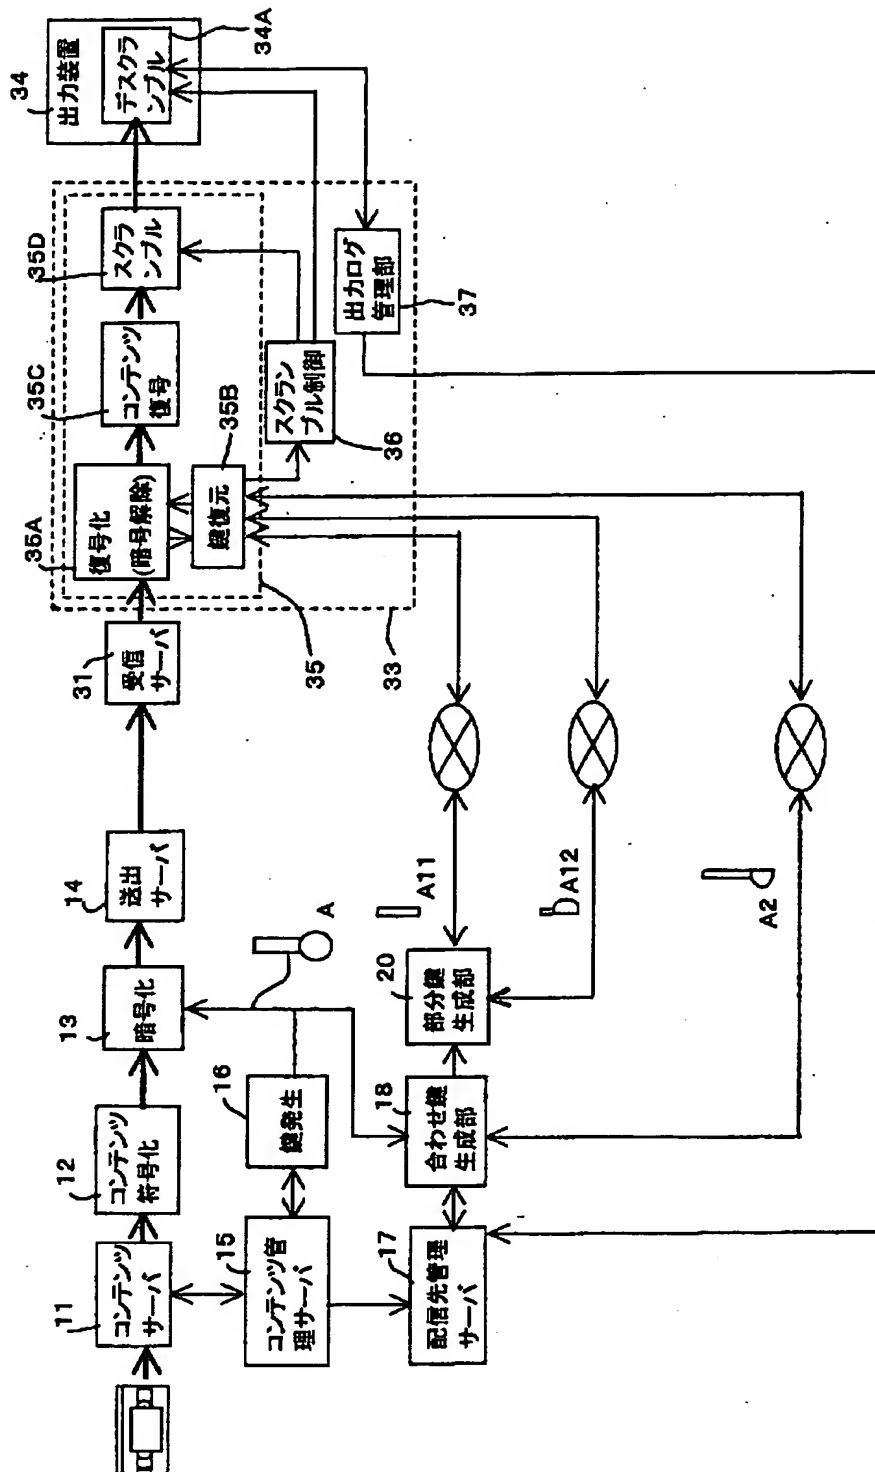 11
コンテンツ
サーバ
12
コンテンツ
符号化
13
暗号化
14
送出
サーバ
31
受信
サーバ
35A
復号化
(暗号解除)
35C
コンテンツ
復号
35D
スクラ
ンブル
34
出力装置
デスクラ
ンブル
34A
15
コンテンツ管
理サーバ
16
鍵発生
A
35B
鍵復元
35
33
スクラン
ブル制御
36
出力ログ
管理部
37
17
配信先管理
サーバ
18
合わせ鍵
生成部
20
部分鍵
生成部
A11
A12
A2